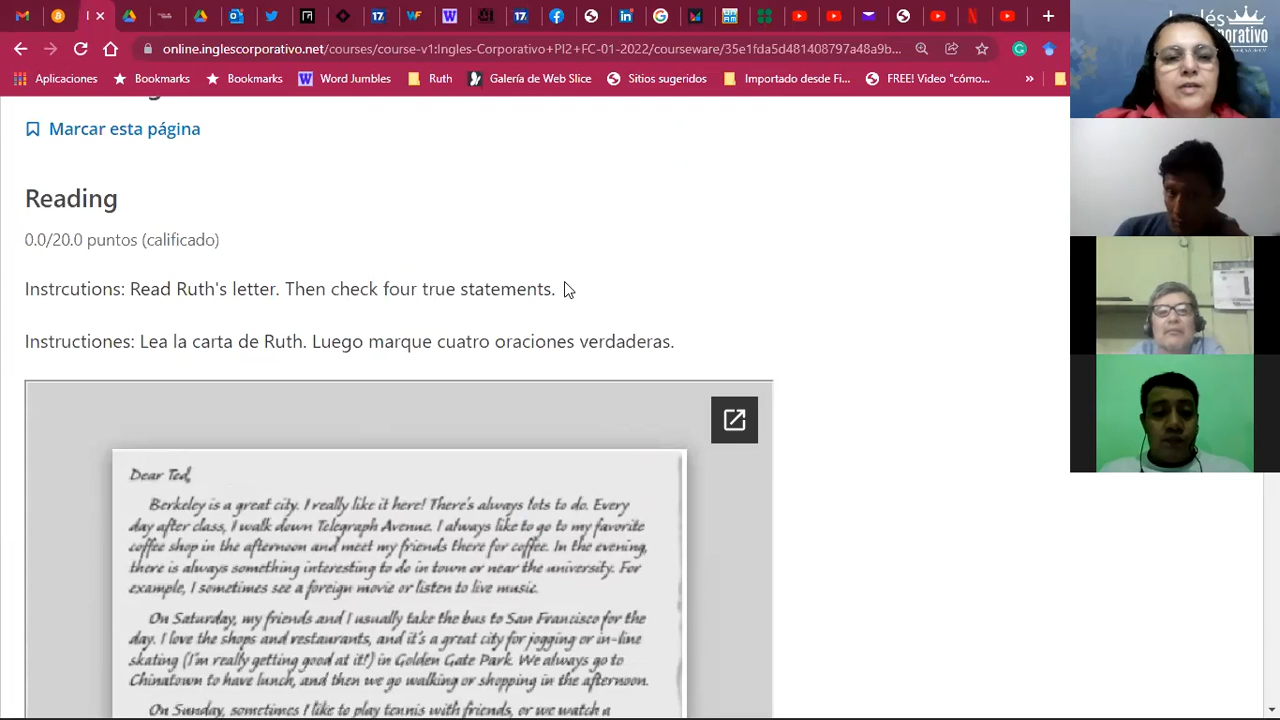 online.inglescorporativo.net/courses/course-v1:Ingles-Corporativo+PI2+FC-01-2022/courseware/35e1fda5d481408797a48a9b...
Aplicaciones Bookmarks Bookmarks Word Jumbles Ruth Galería de Web Slice Sitios sugeridos Importado desde Fi... FREE! Video "cómo... »
Marcar esta página
Reading
0.0/20.0 puntos (calificado)
Instrcutions: Read Ruth's letter. Then check four true statements.
Instructiones: Lea la carta de Ruth. Luego marque cuatro oraciones verdaderas.
Dear Ted,
Berkeley is a great city. I really like it here! There's always lots to do. Every
day after class, I walk down Telegraph Avenue. I always like to go to my favorite
coffee shop in the afternoon and meet my friends there for coffee. In the evening,
there is always something interesting to do in town or near the university. For
example, I sometimes see a foreign movie or listen to live music.
On Saturday, my friends and I usually take the bus to San Francisco for the
day. I love the shops and restaurants, and it's a great city for jogging or in-line
skating (I'm really getting good at it!) in Golden Gate Park. We always go to
Chinatown to have lunch, and then we go walking or shopping in the afternoon.
On Sunday, sometimes I like to play tennis with friends, or we watch a